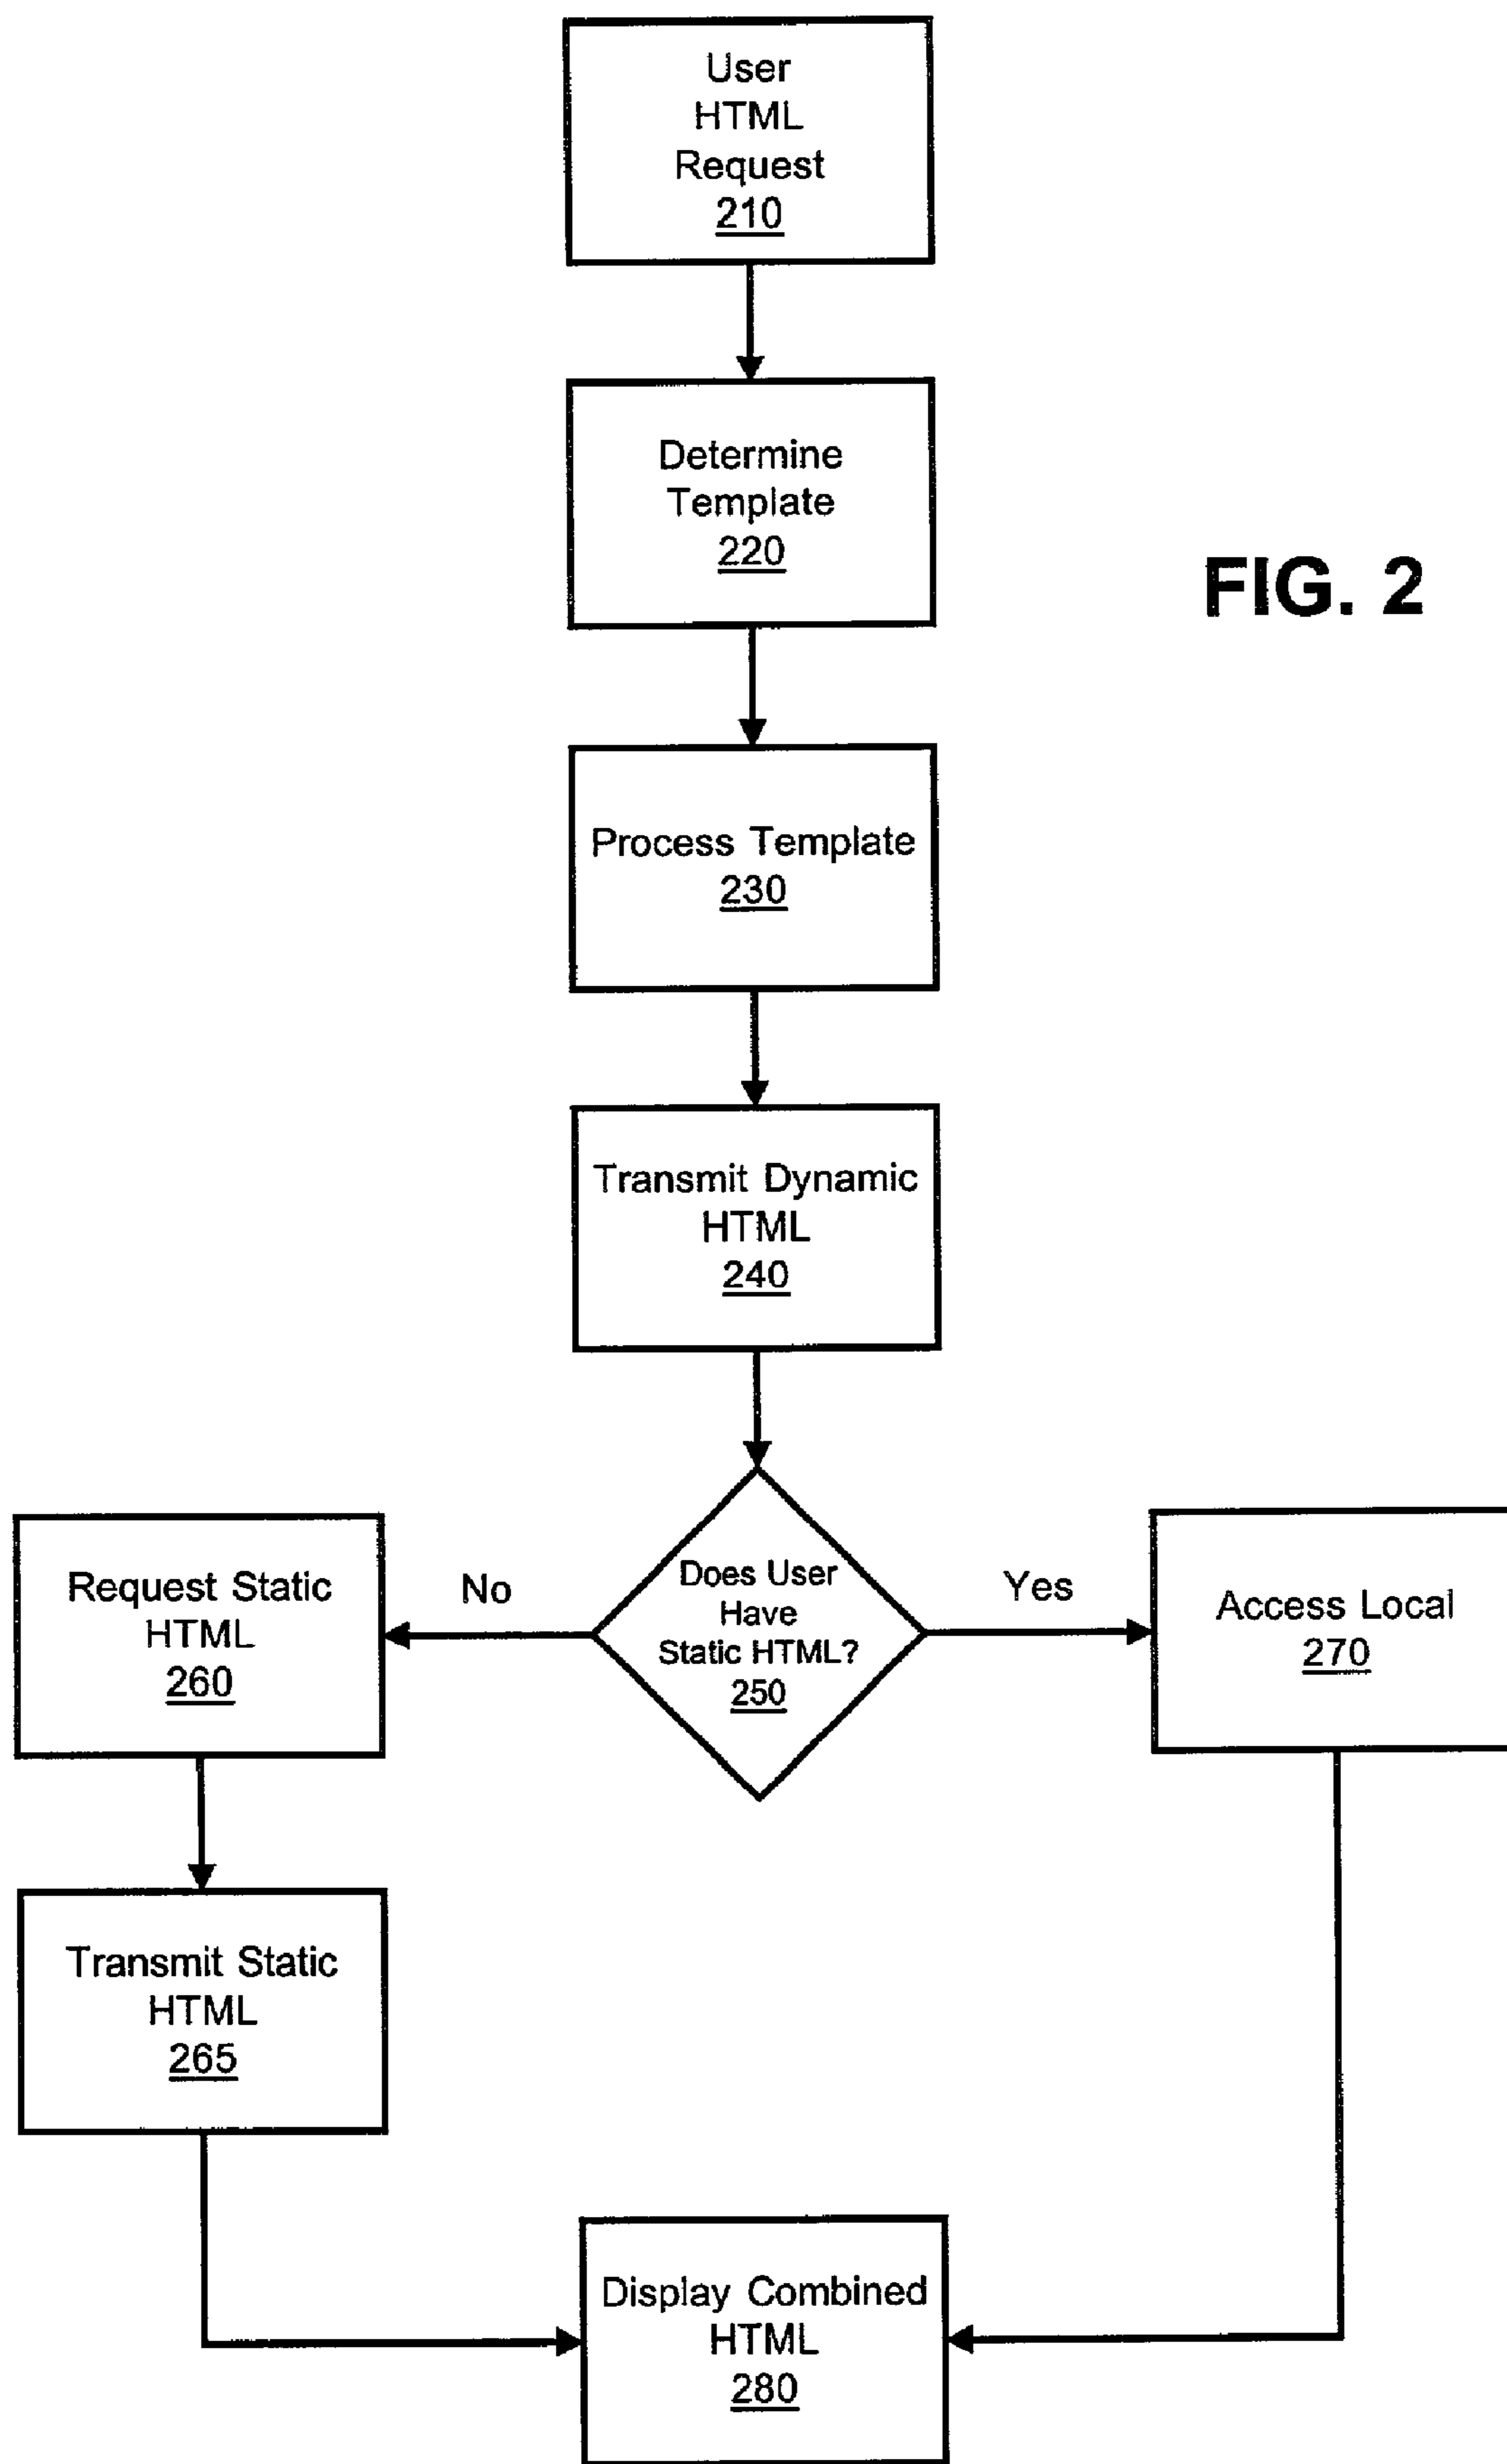 User
HTML
Request
210
Determine
Template
220
FIG. 2
Process Template
230
Transmit Dynamic
HTML
240
Does User
Have
Static HTML?
250
No
Yes
Request Static
HTML
260
Access Local
270
Transmit Static
HTML
265
Display Combined
HTML
280